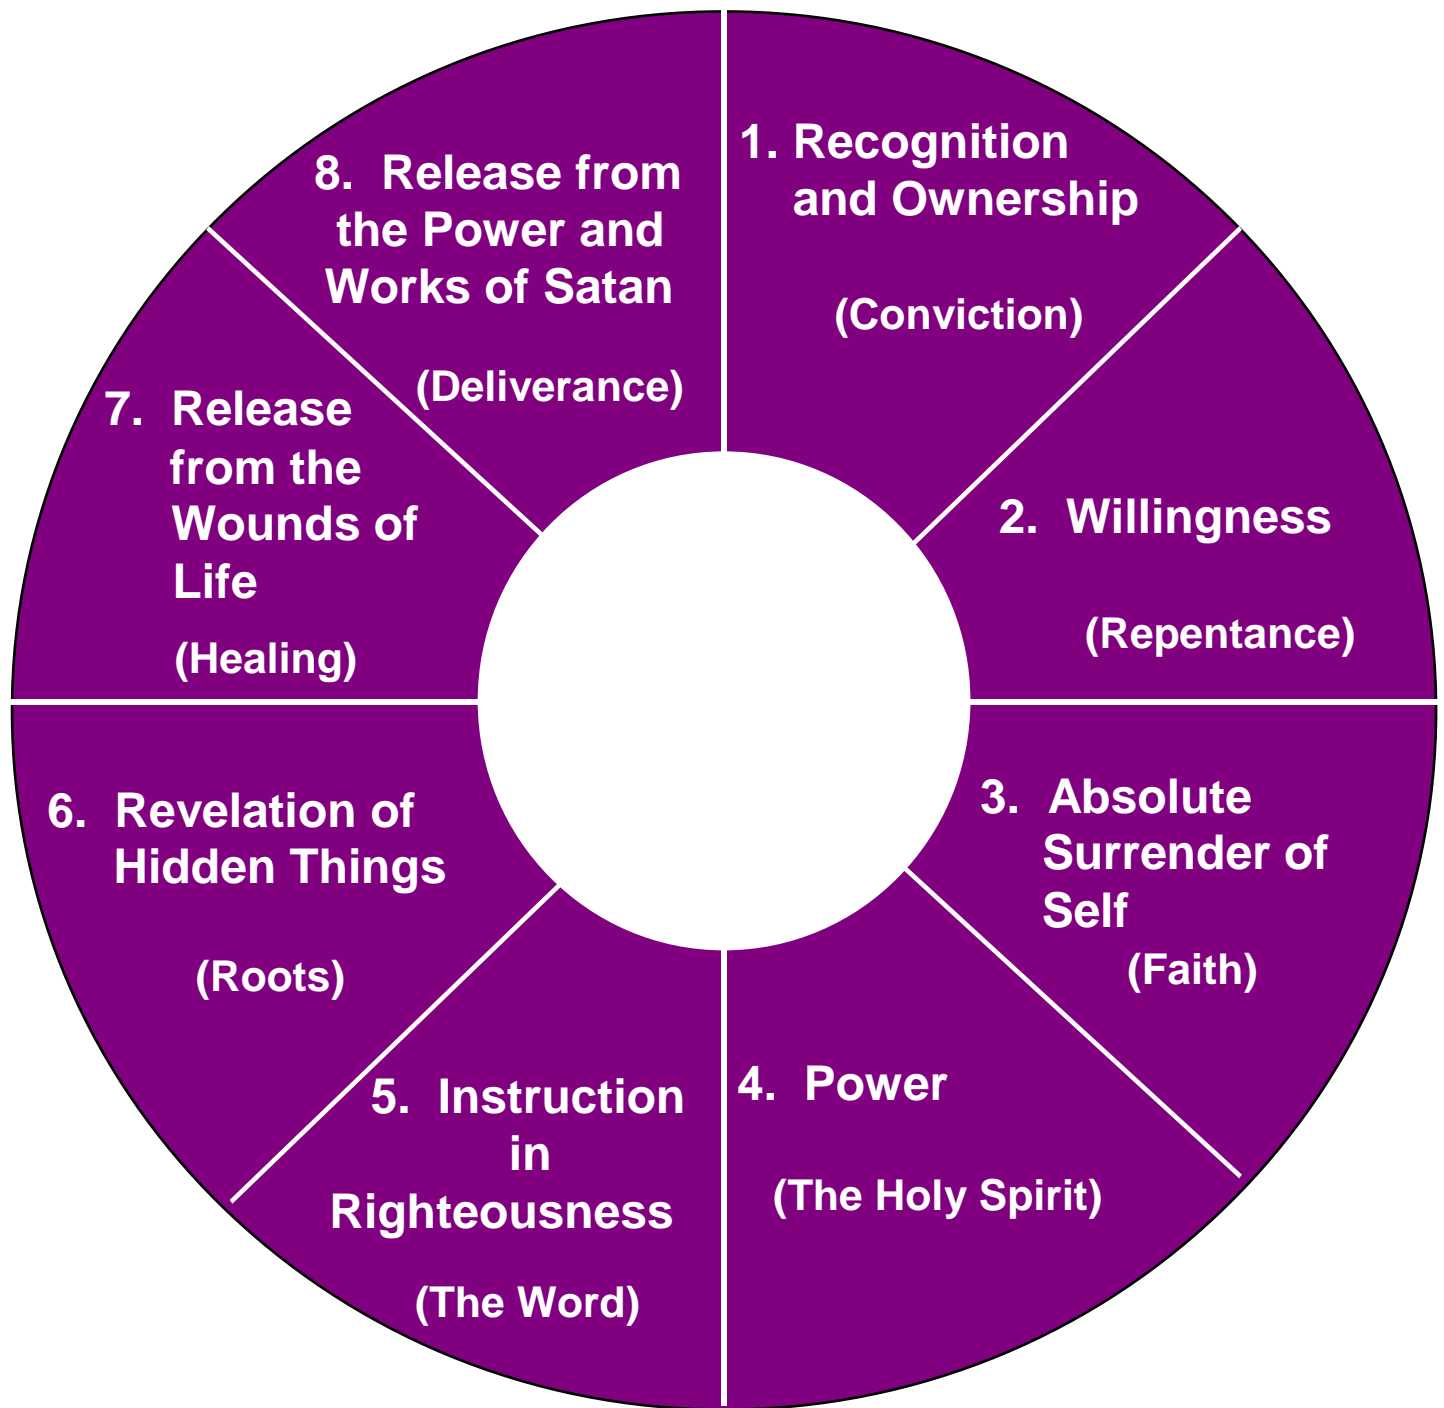 1. Recognition
and Ownership
(Conviction)
2. Willingness
(Repentance)
3. Absolute
Surrender of
Self
(Faith)
4. Power
(The Holy Spirit)
5. Instruction
in
Righteousness
(The Word)
6. Revelation of
Hidden Things
(Roots)
7. Release
from the
Wounds of
Life
(Healing)
8. Release from
the Power and
Works of Satan
(Deliverance)